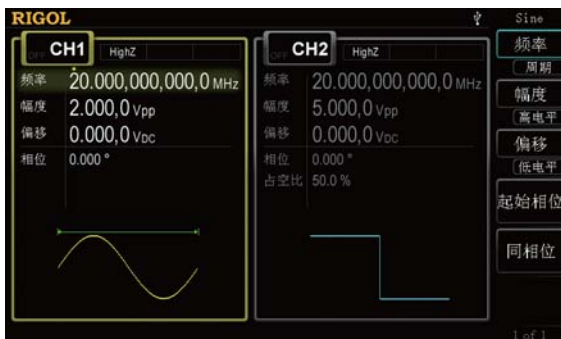 RIGOL
Sine
OFF CH1 HighZ
频率 20.000,000,000,0 MHz
幅度 2.000,0 Vpp
偏移 0.000,0 VDC
相位 0.000 °
OFF CH2 HighZ
频率 20.000,000,000,0 MHz
幅度 5.000,0 Vpp
偏移 0.000,0 VDC
相位 0.000 °
占空比 50.0 %
频率
周期
幅度
高电平
偏移
低电平
起始相位
同相位
1 of 1